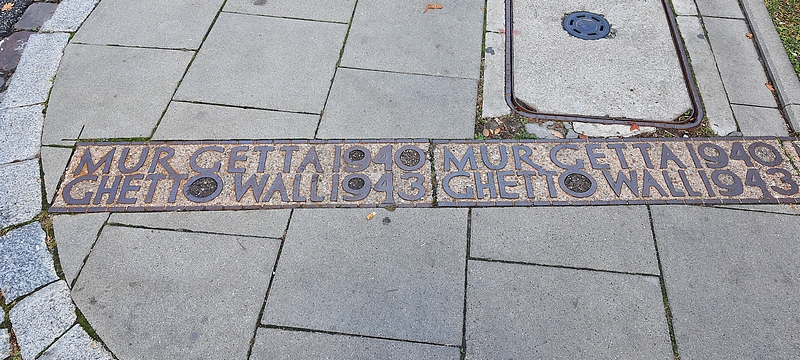 MUR GETTA 1940 MUR GETTA 1940
GHETTO WALL 1943 GHETTO WALL 1943